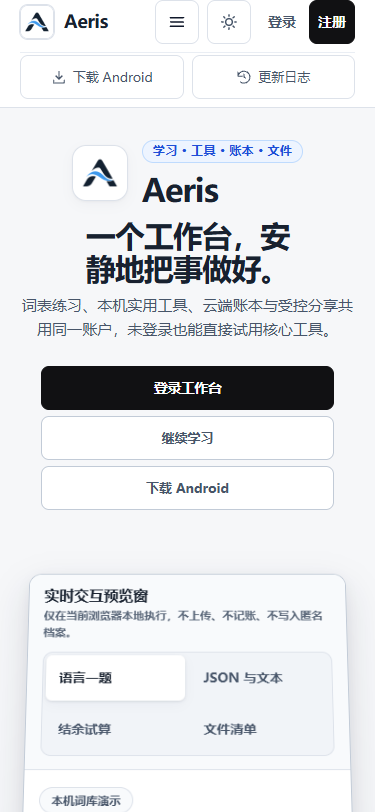 Aeris
登录
注册
下载 Android
更新日志
学习・工具・账本・文件
Aeris
一个工作台，安
静地把事做好。
词表练习、本机实用工具、云端账本与受控分享共
用同一账户，未登录也能直接试用核心工具。
登录工作台
继续学习
下载 Android
实时交互预览窗
仅在当前浏览器本地执行，不上传、不记账、不写入匿名
档案。
语言一题
JSON 与文本
结余试算
文件清单
本机词库演示